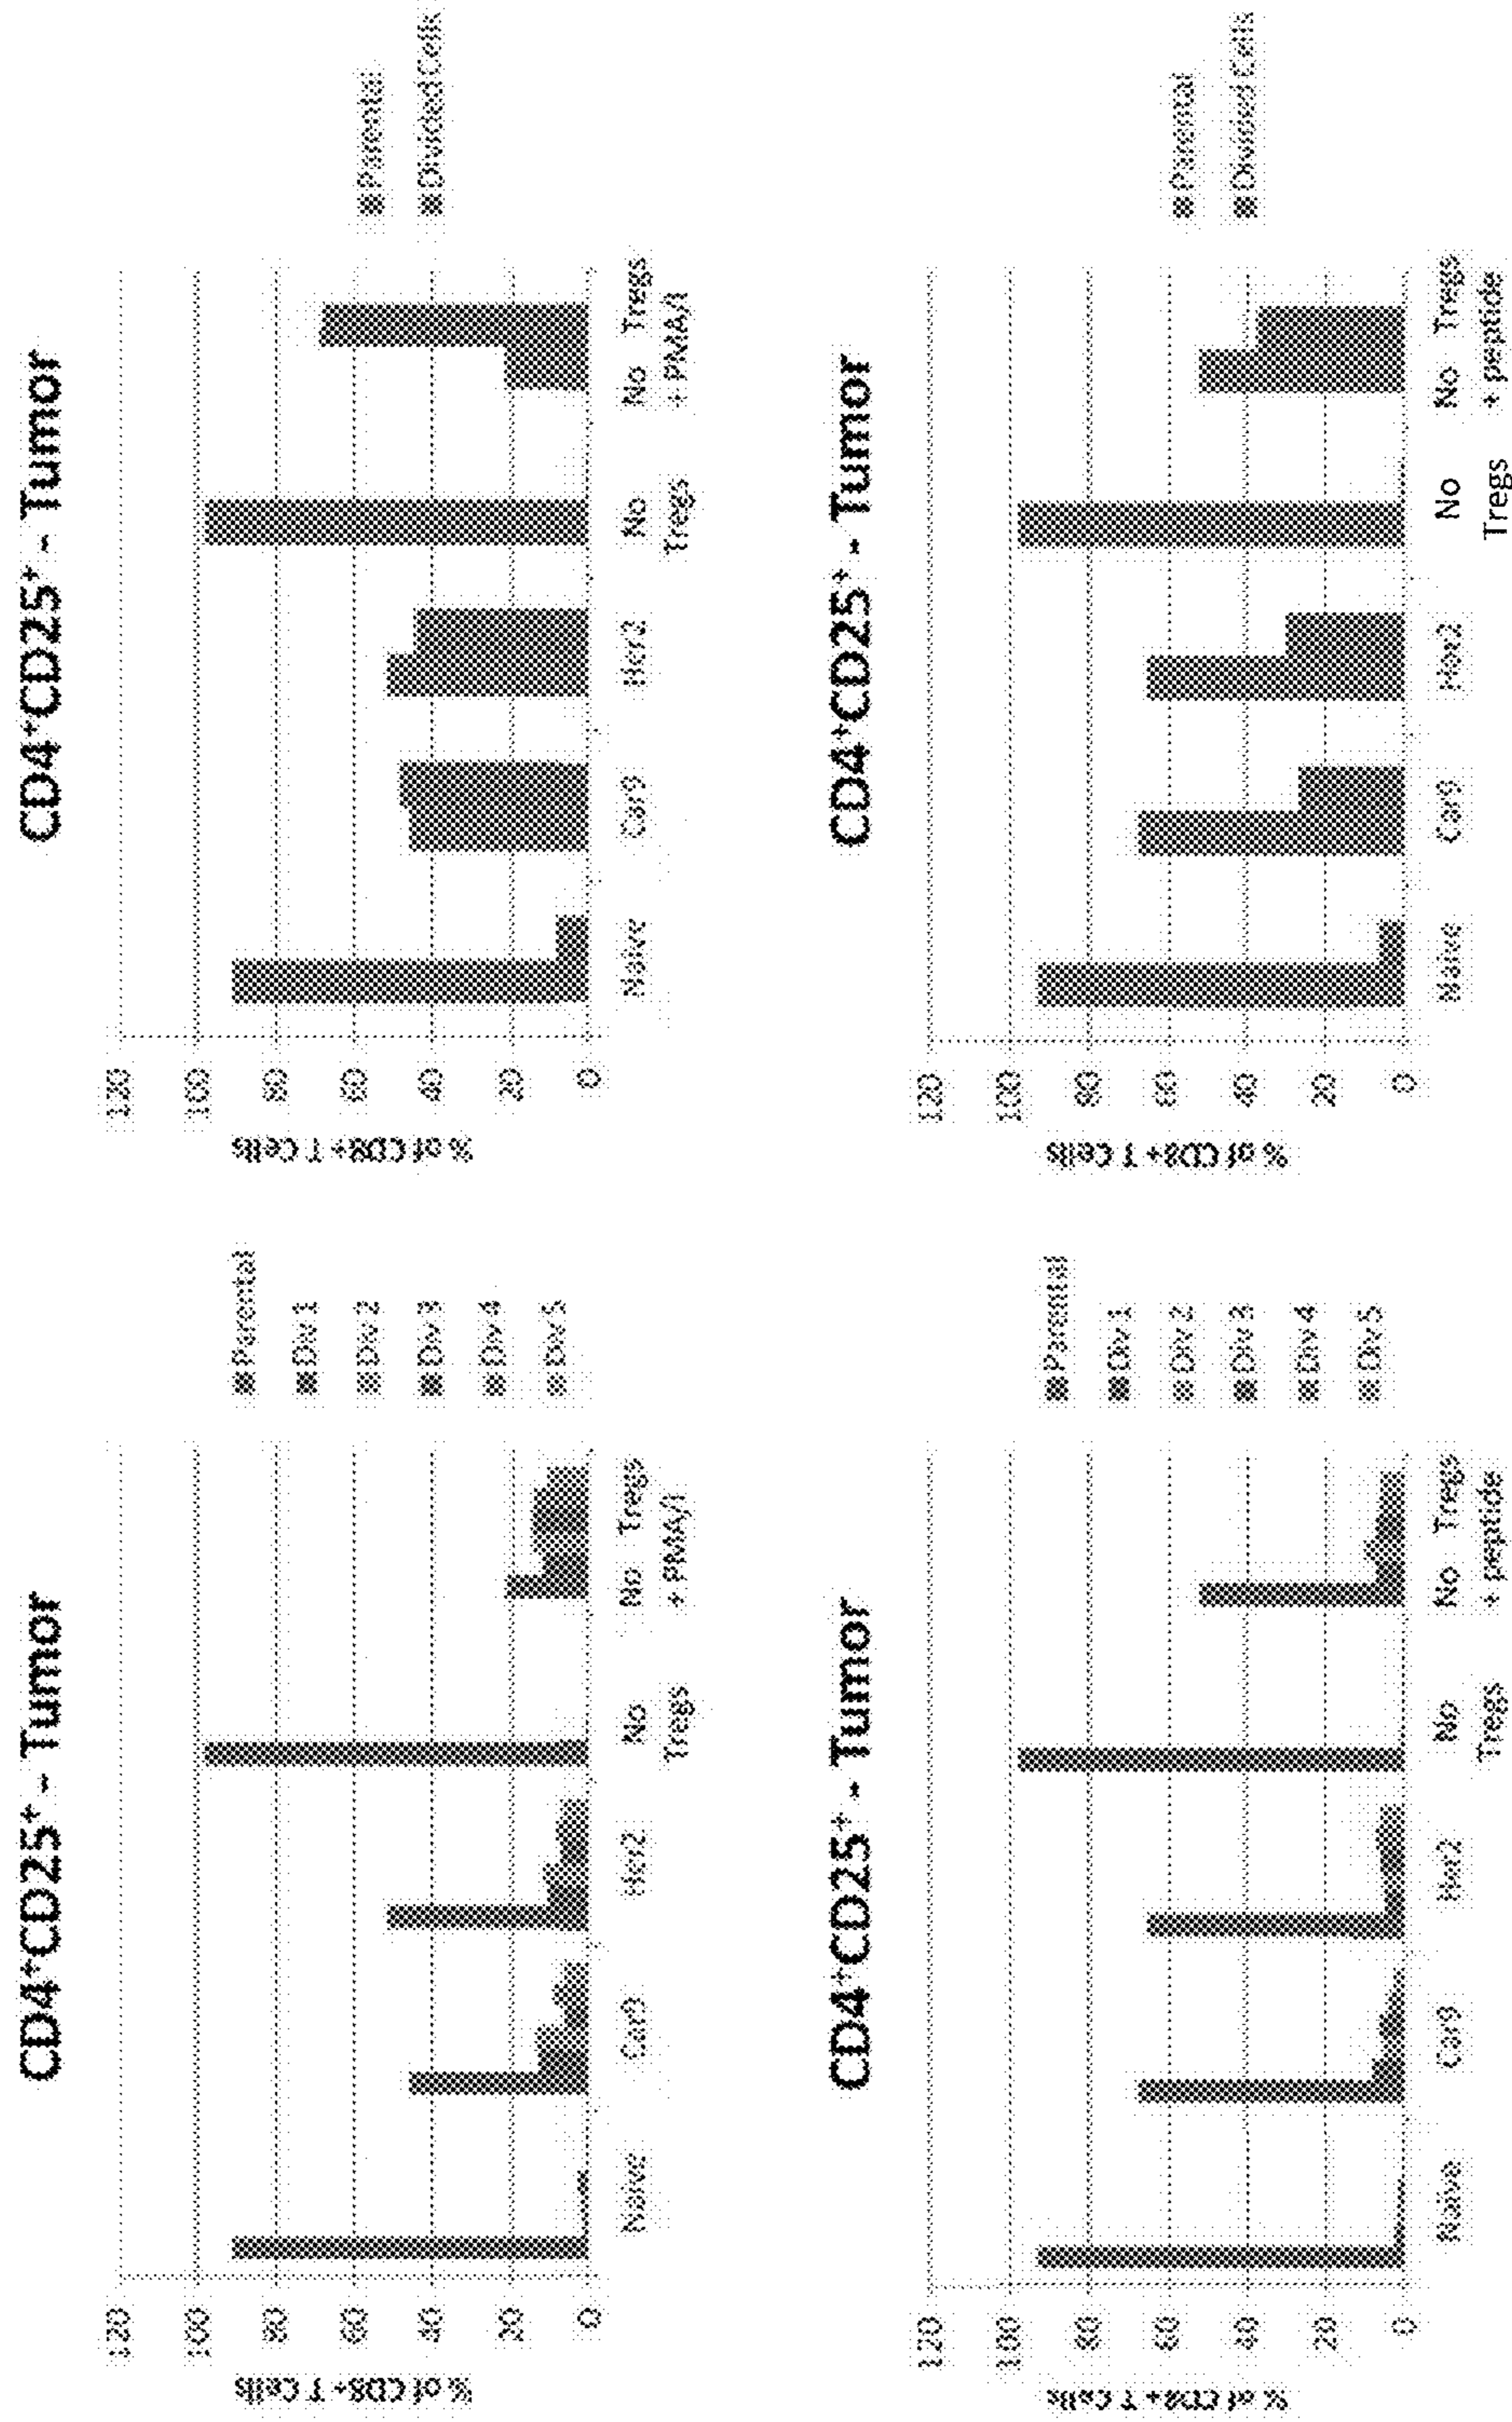 CD4⁺CD25⁺ - Tumor
% of CD8+ T Cells
120
100
80
60
40
20
0
Naive
Car9
Her2
No
Tregs
No Tregs
+ PMA/I
Parental
Div 1
Div 2
Div 3
Div 4
Div 5
CD4⁺CD25⁺ - Tumor
% of CD8+ T Cells
120
100
80
60
40
20
0
Naive
Car9
Her2
No
Tregs
No Tregs
+ PMA/I
Parental
Divided Cells
CD4⁺CD25⁺ - Tumor
% of CD8+ T Cells
120
100
80
60
40
20
0
Naive
Car9
Her2
No
Tregs
No Tregs
+ peptide
Parental
Div 1
Div 2
Div 3
Div 4
Div 5
CD4⁺CD25⁺ - Tumor
% of CD8+ T Cells
120
100
80
60
40
20
0
Naive
Car9
Her2
No
Tregs
No Tregs
+ peptide
Parental
Divided Cells